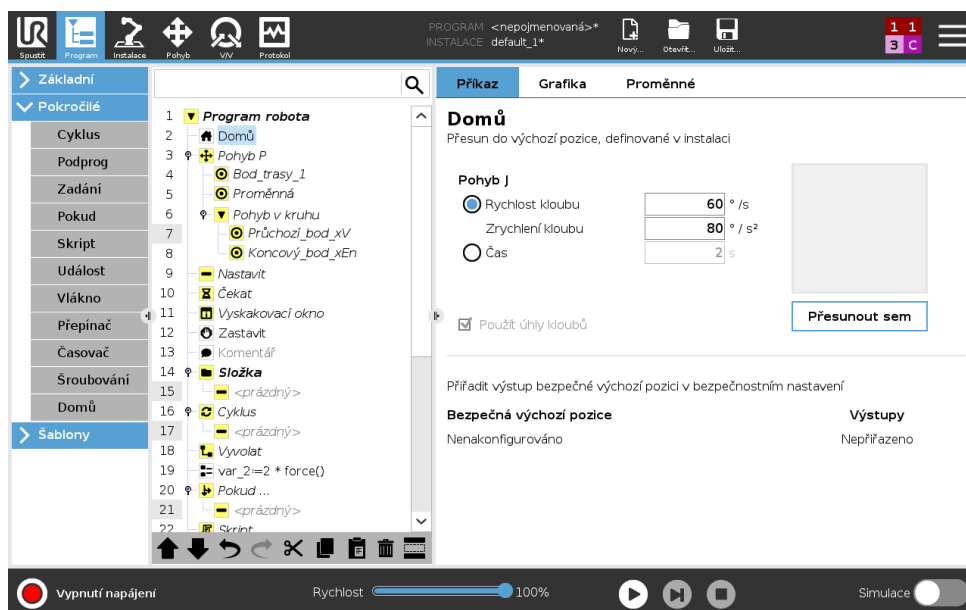 PROGRAM <nepojmenovaná>*
INSTALACE default_1*
Spustit
Program
Instalace
Pohyb
V/V
Protokol
Nový...
Otevřít...
Uložit...
1 1
3 C
Základní
Pokročilé
Cyklus
Podprog
Zadání
Pokud
Skript
Událost
Vlákno
Přepínač
Časovač
Šroubování
Domů
Šablony
1 Program robota
2 Domů
3 Pohyb P
4 Bod_trasy_1
5 Proměnná
6 Pohyb v kruhu
7 Průchozí_bod_xV
8 Koncový_bod_xEn
9 Nastavit
10 Čekat
11 Vyskakovací okno
12 Zastavit
13 Komentář
14 Složka
15 <prázdný>
16 Cyklus
17 <prázdný>
18 Vyvolat
19 var_2:=2 * force()
20 Pokud ...
21 <prázdný>
22 Skript
Příkaz Grafika Proměnné
Domů
Přesun do výchozí pozice, definované v instalaci
Pohyb J
Rychlost kloubu 60 ° /s
Zrychlení kloubu 80 ° / s²
Čas 2 s
Použít úhly kloubů
Přesunout sem
Přiřadit výstup bezpečné výchozí pozici v bezpečnostním nastavení
Bezpečná výchozí pozice Výstupy
Nenakonfigurováno Nepřiřazeno
Vypnutí napájení
Rychlost 100%
Simulace